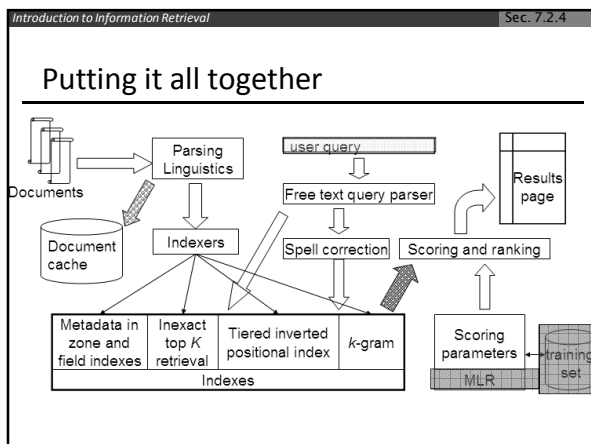 Introduction to Information Retrieval
Sec. 7.2.4
Putting it all together
Documents
Parsing
Linguistics
user query
Results
page
Free text query parser
Document
cache
Indexers
Spell correction
Scoring and ranking
Metadata in
zone and
field indexes
Inexact
top K
retrieval
Tiered inverted
positional index
k-gram
Indexes
Scoring
parameters
MLR
training
set